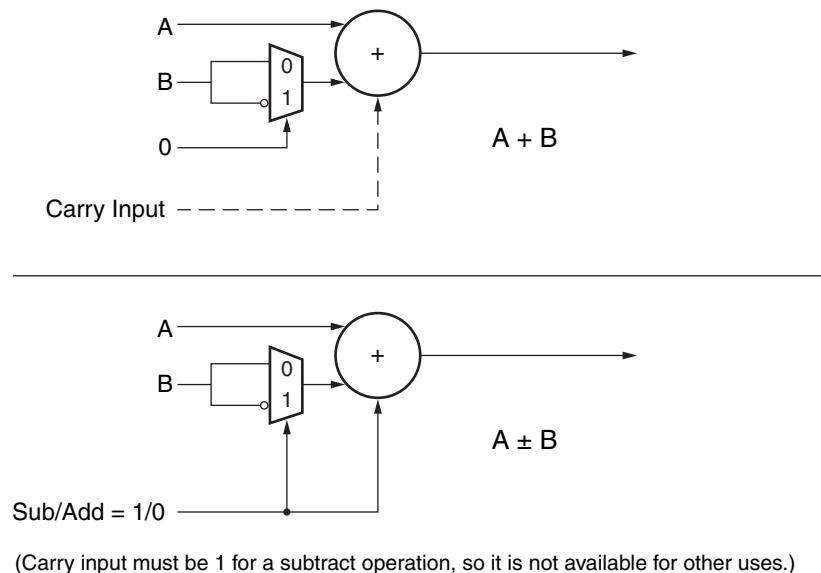 A
B
0
1
+
0
A + B
Carry Input
A
B
0
1
+
A ± B
Sub/Add = 1/0
(Carry input must be 1 for a subtract operation, so it is not available for other uses.)